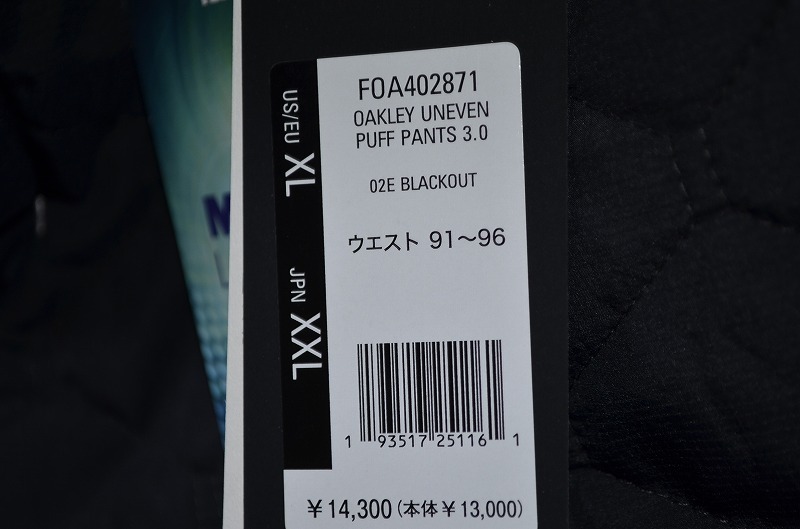 FOA402871
OAKLEY UNEVEN
PUFF PANTS 3.0
02E BLACKOUT
ウエスト 91～96
US/EU XL
JPN XXL
1 93517 25116 1
￥14,300(本体￥13,000)